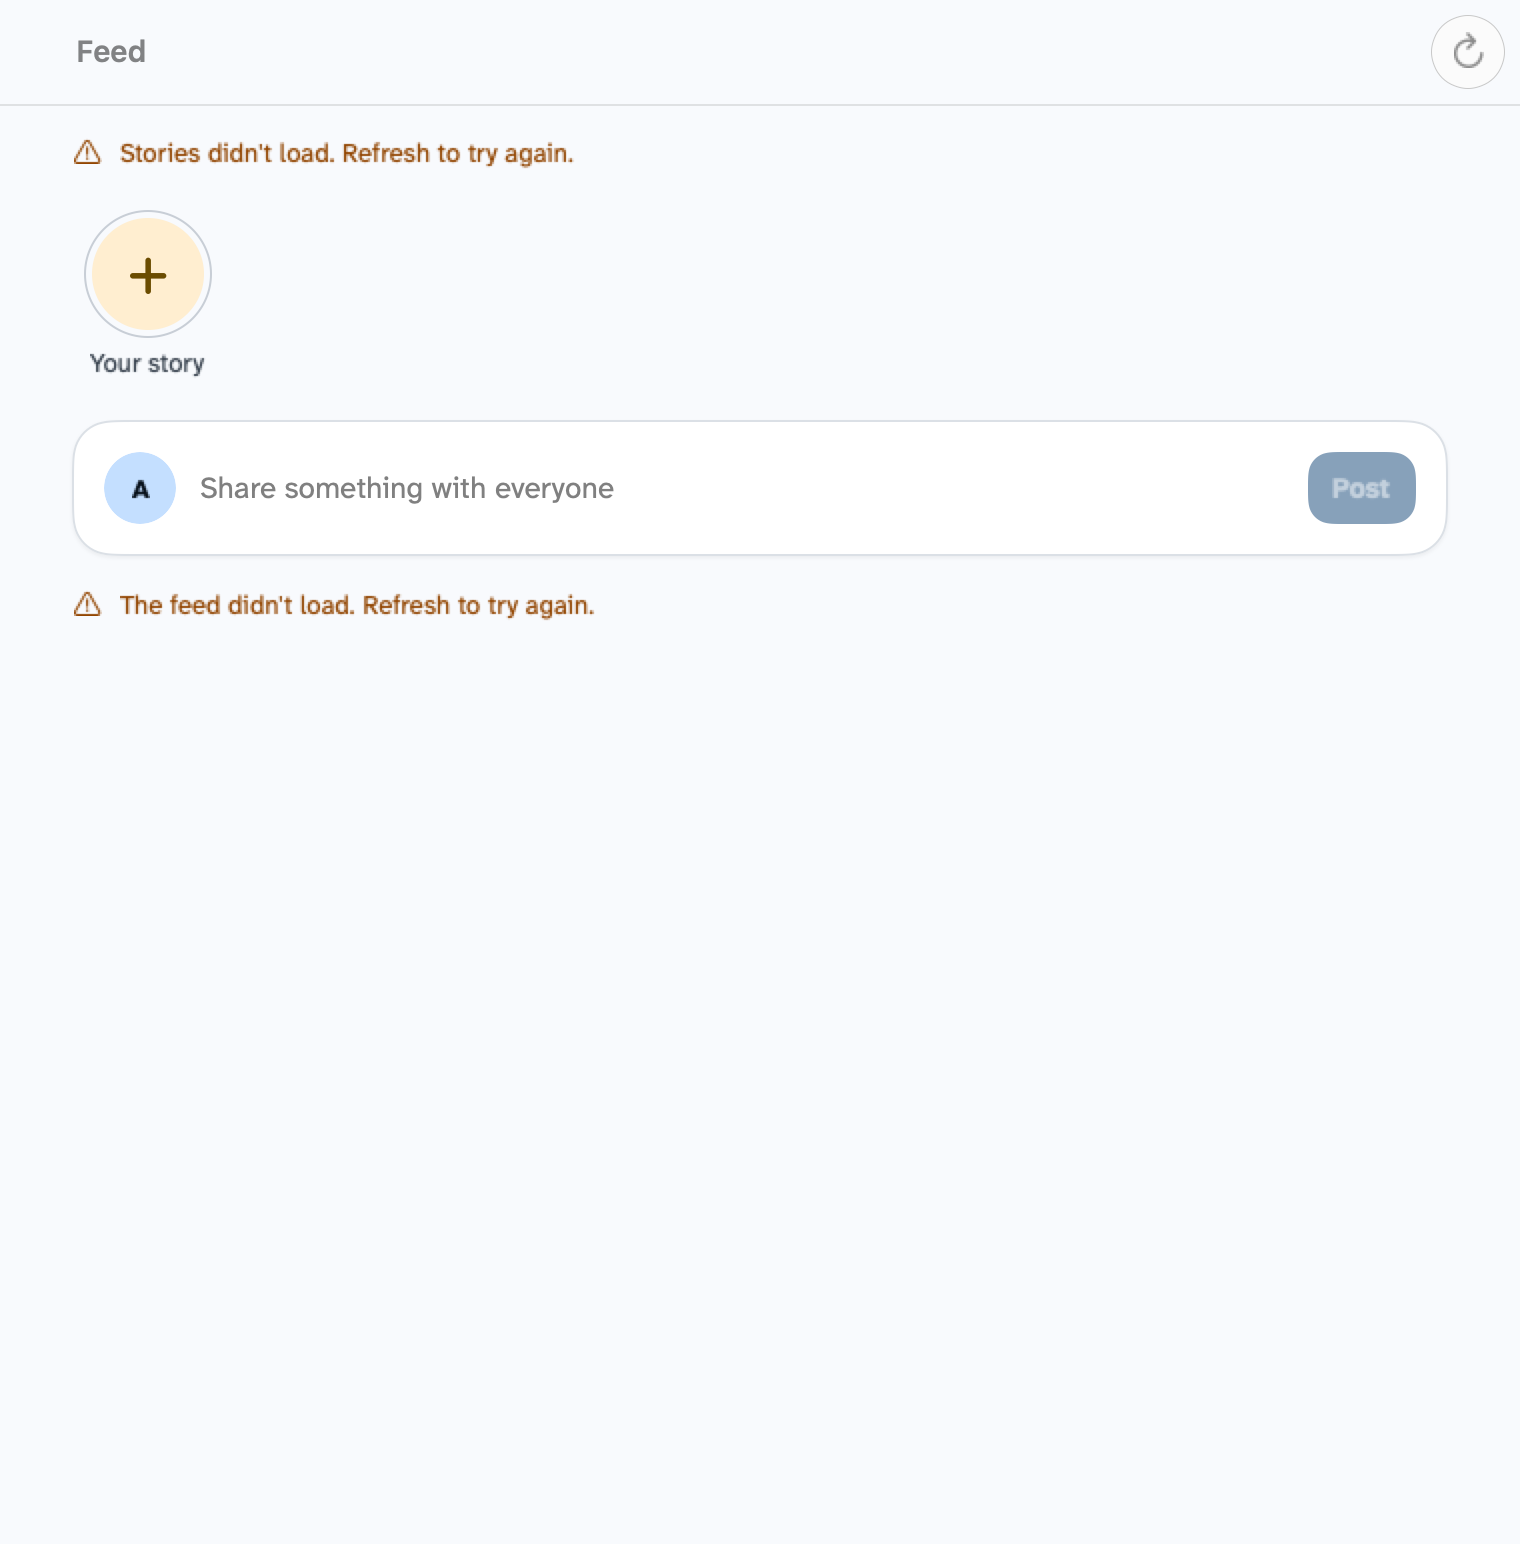 Feed
Stories didn't load. Refresh to try again.
Your story
A
Share something with everyone
Post
The feed didn't load. Refresh to try again.